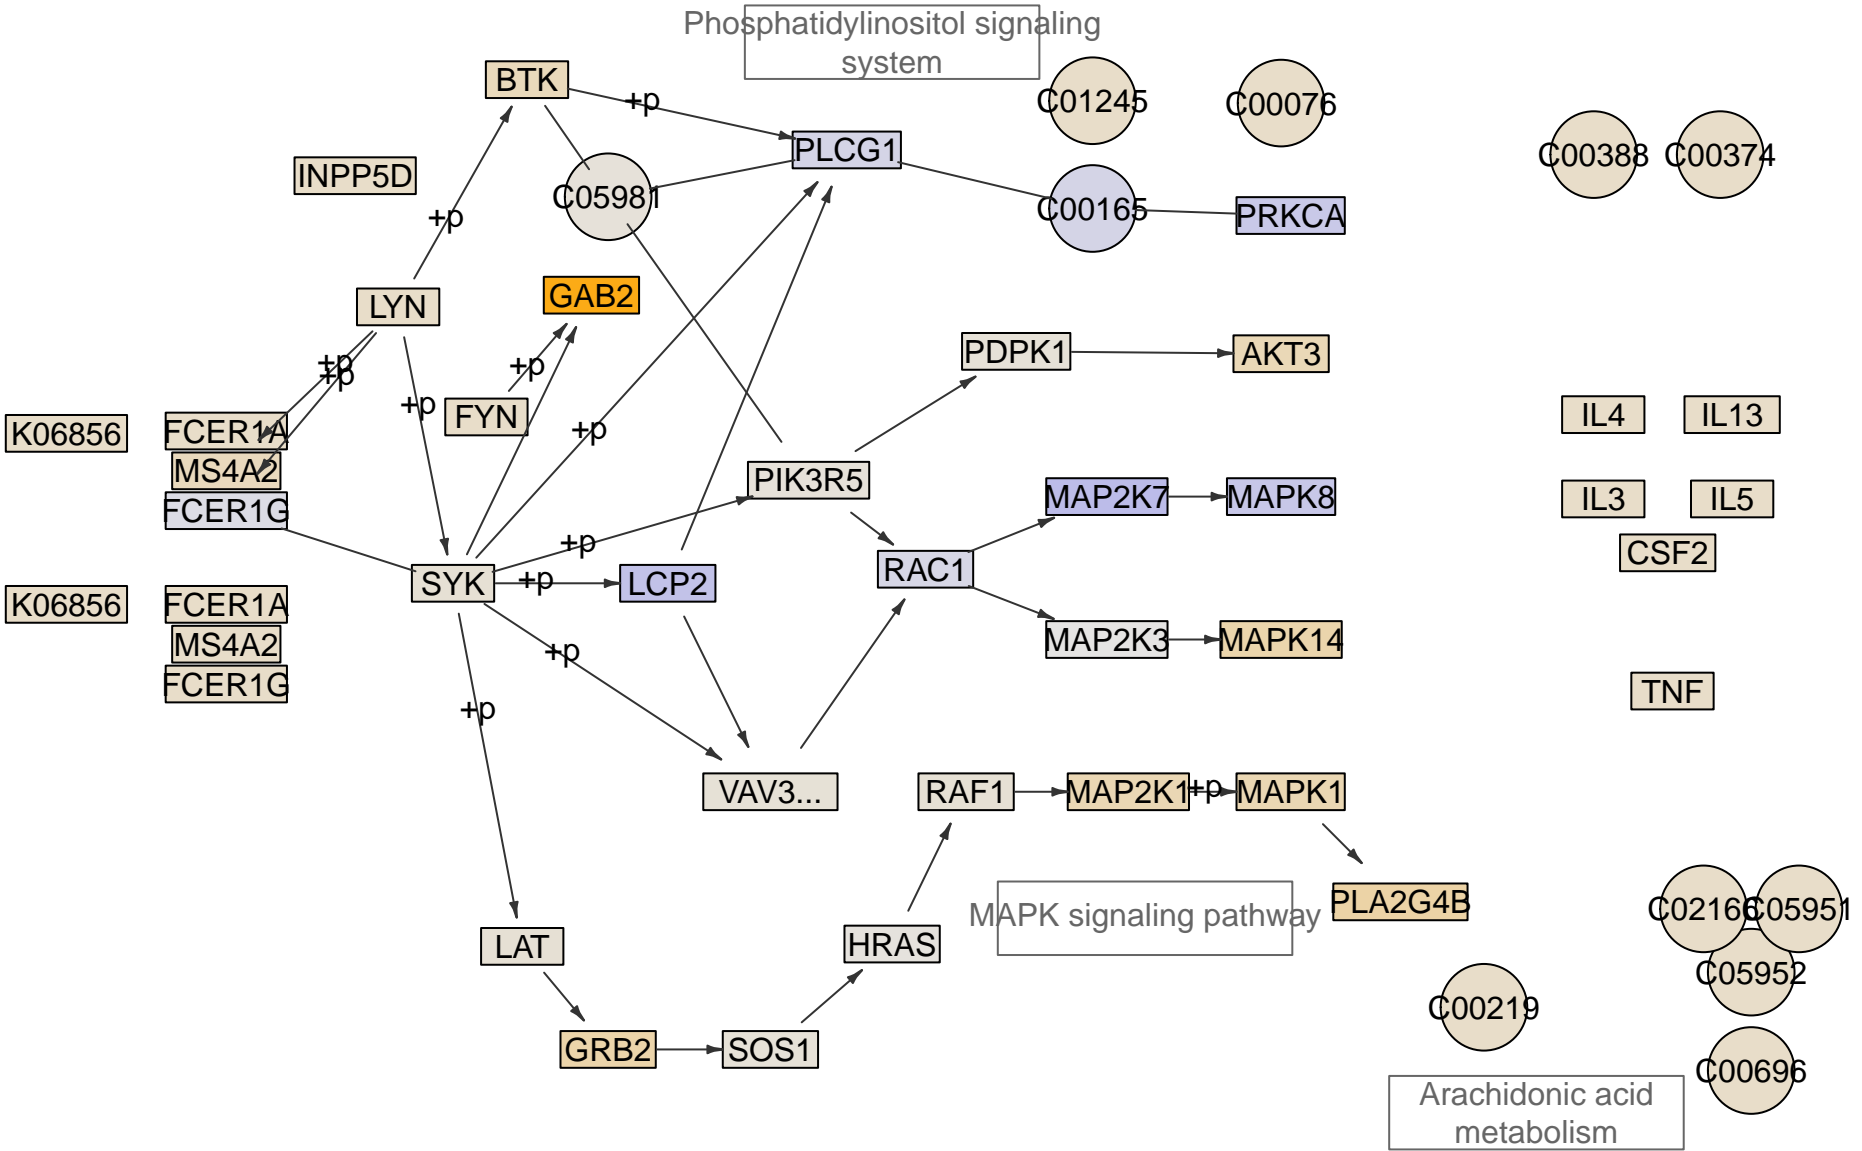 Phosphatidylinositol signaling
system
BTK
+p
C01245
C00076
PLCG1
C00388
C00374
INPP5D
C05981
+p
C00165
PRKCA
LYN
GAB2
+p
+p
+p
+p
PDPK1
AKT3
K06856
FCER1A
FYN
+p
IL4
IL13
MS4A2
PIK3R5
FCER1G
MAP2K7
MAPK8
IL3
IL5
+p
CSF2
SYK
+p
LCP2
RAC1
K06856
FCER1A
MS4A2
+p
MAP2K3
MAPK14
FCER1G
TNF
+p
VAV3...
RAF1
MAP2K1
+p
MAPK1
MAPK signaling pathway
PLA2G4B
C02166
C05951
LAT
HRAS
C05952
C00219
GRB2
SOS1
C00696
Arachidonic acid
metabolism